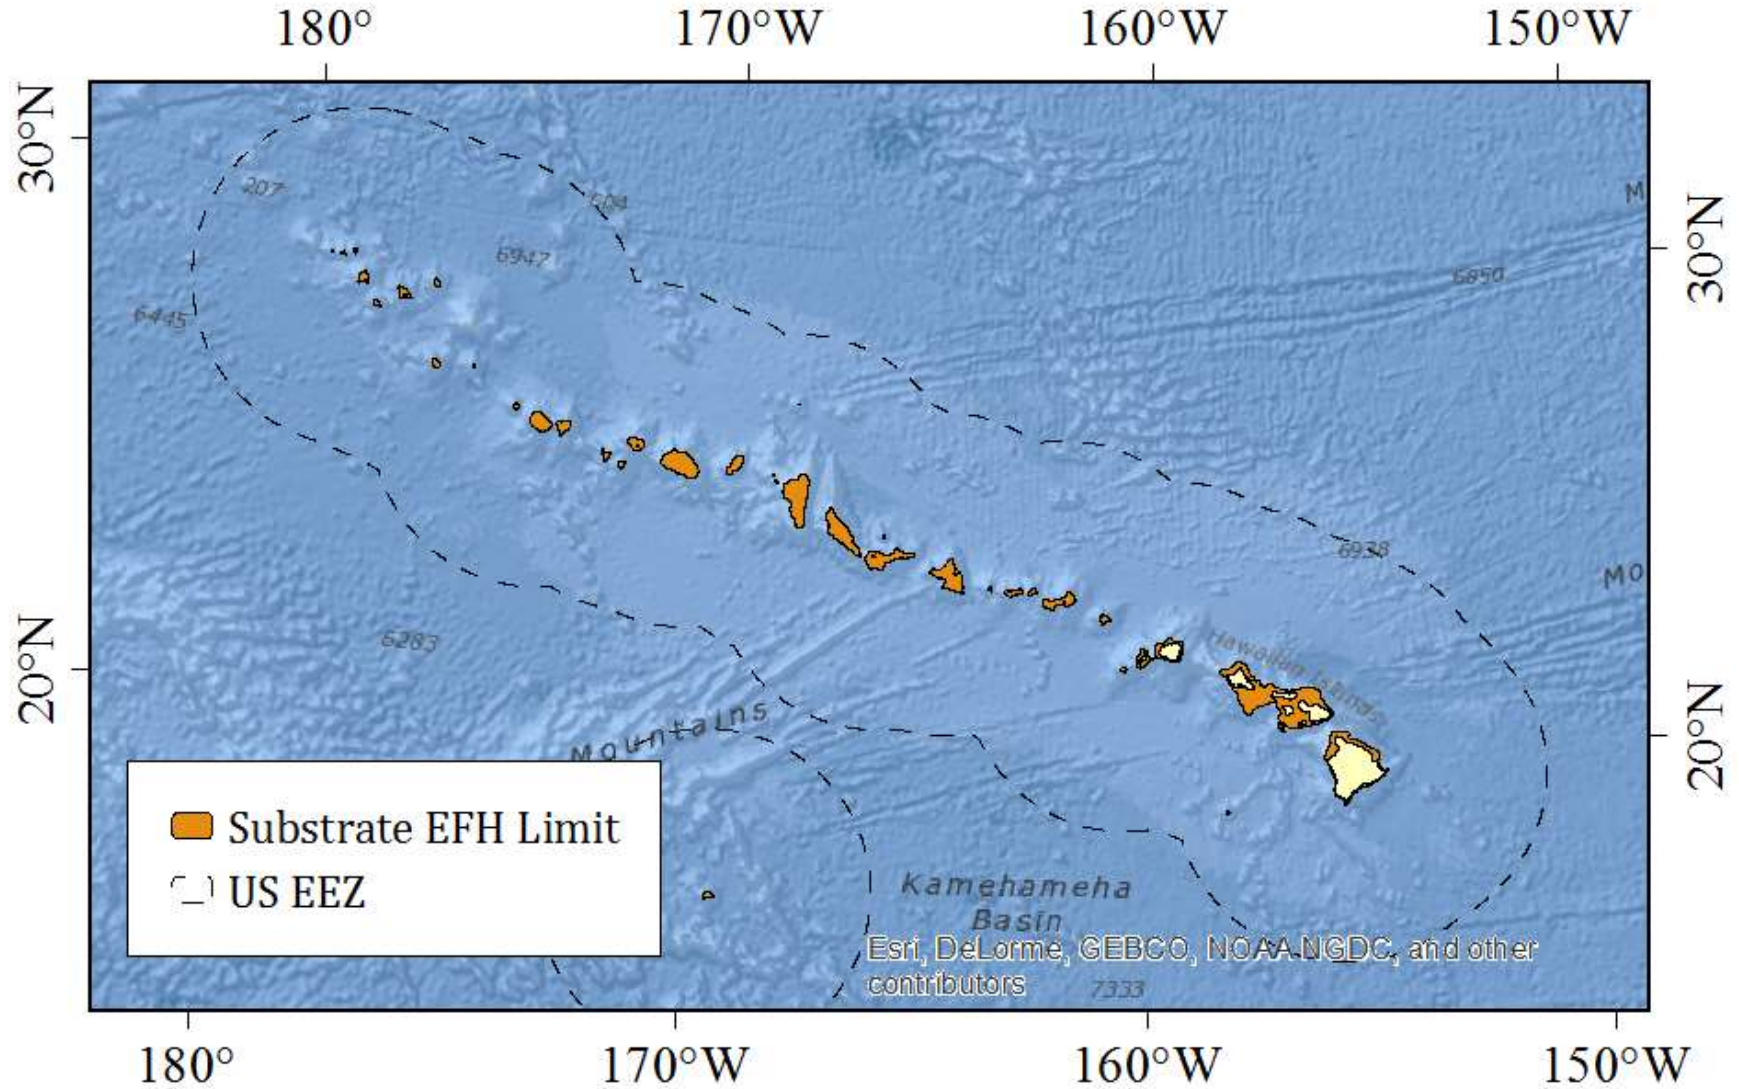 180° 170°W 160°W 150°W
30°N
30°N
207
504
6947
6445
6850
M
6938
Mo
20°N
20°N
6283
Hawaiian Islands
Mountains
Substrate EFH Limit
US EEZ
Kamehameha
Basin
Esri, DeLorme, GEBCO, NOAA NGDC, and other
contributors
7333
180° 170°W 160°W 150°W